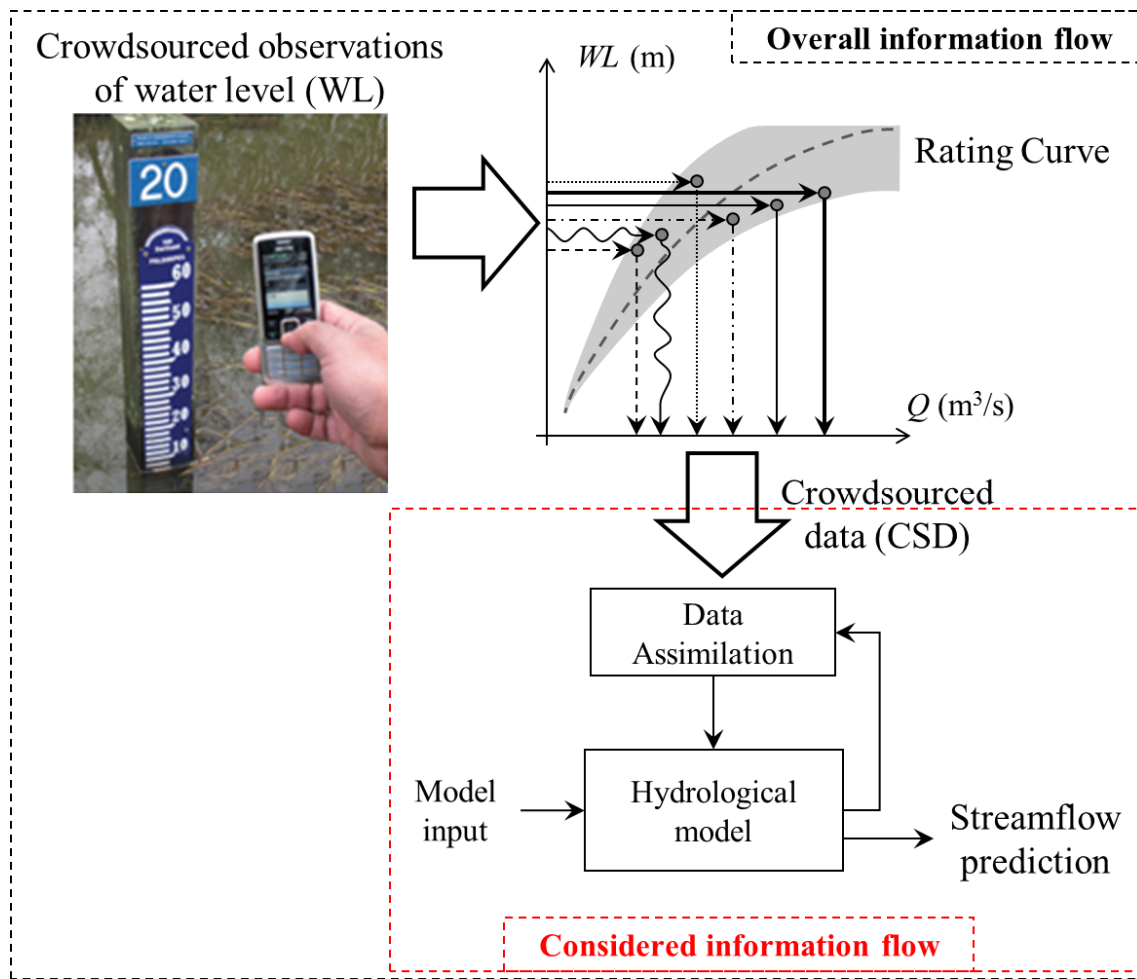 Crowdsourced observations
of water level (WL)
Overall information flow
WL (m)
Rating Curve
20
60
50
40
30
20
10
Q (m³/s)
Crowdsourced
data (CSD)
Data
Assimilation
Model
input
Hydrological
model
Streamflow
prediction
Considered information flow